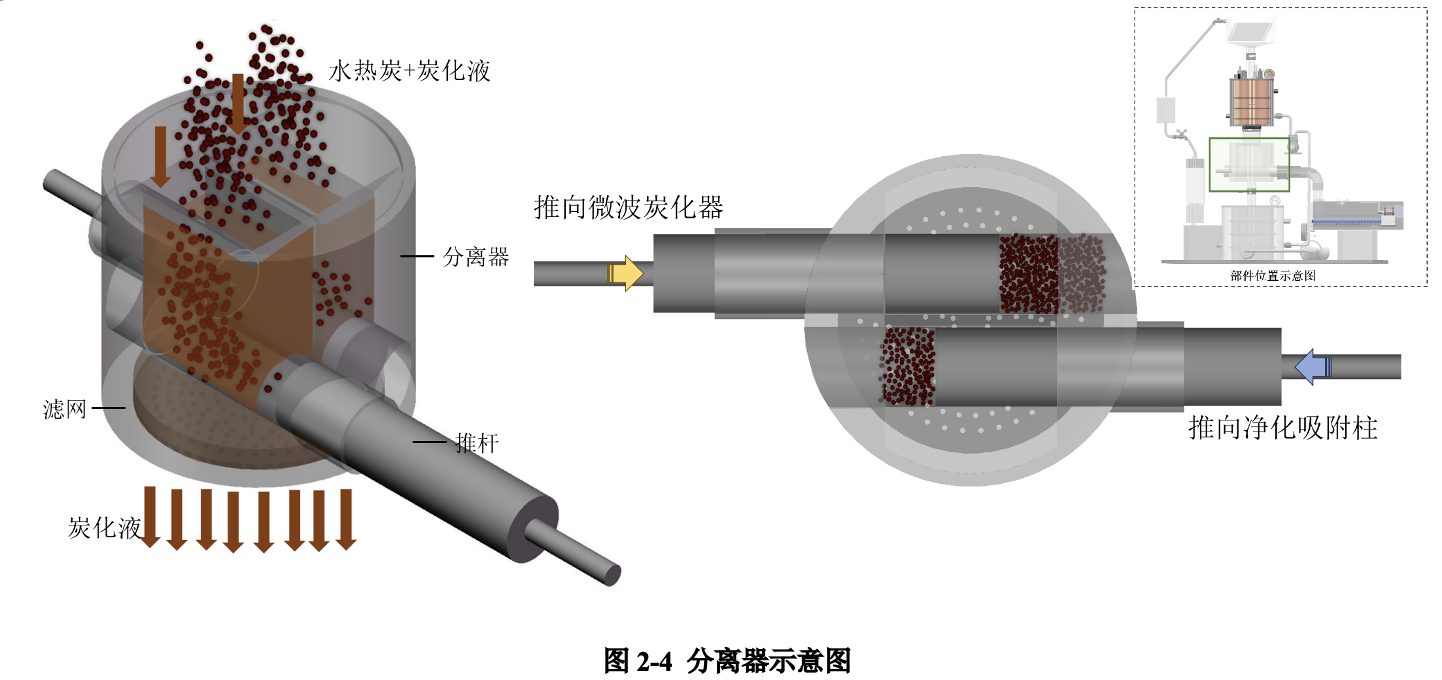 水热炭+炭化液
推向微波炭化器
分离器
部件位置示意图
滤网
推杆
推向净化吸附柱
炭化液
图 2-4 分离器示意图